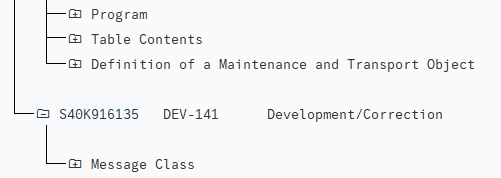 Program
Table Contents
Definition of a Maintenance and Transport Object
S40K916135 DEV-141 Development/Correction
Message Class